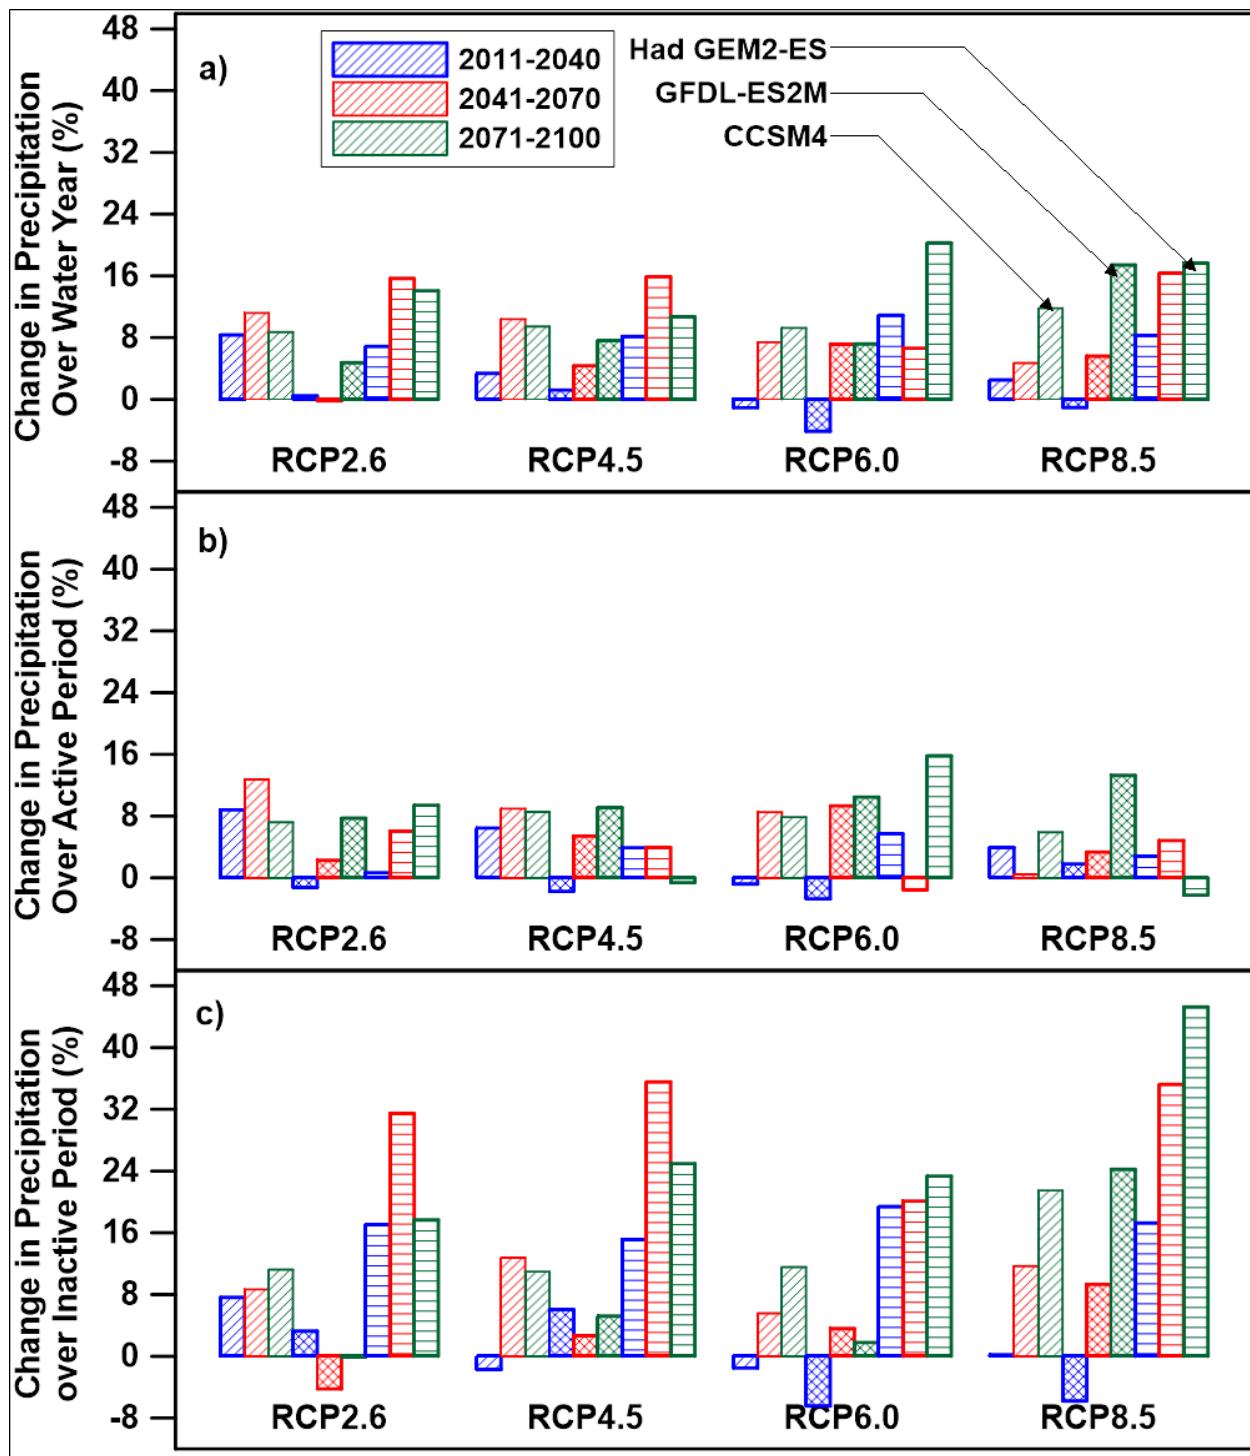 48
40
32
24
16
8
0
-8
Change in Precipitation
Over Water Year (%)
a)
2011-2040
2041-2070
2071-2100
Had GEM2-ES
GFDL-ES2M
CCSM4
RCP2.6
RCP4.5
RCP6.0
RCP8.5
48
40
32
24
16
8
0
-8
Change in Precipitation
Over Active Period (%)
b)
RCP2.6
RCP4.5
RCP6.0
RCP8.5
48
40
32
24
16
8
0
-8
Change in Precipitation
over Inactive Period (%)
c)
RCP2.6
RCP4.5
RCP6.0
RCP8.5